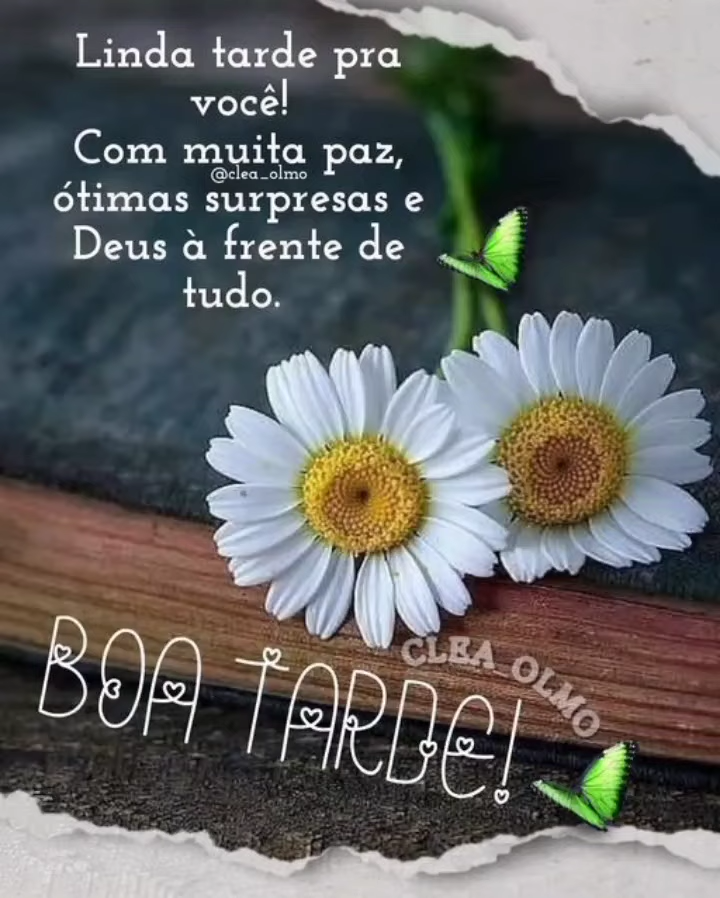 Linda tarde pra
você!
Com muita paz,
@clea_olmo
ótimas surpresas e
Deus à frente de
tudo.
CLEA_OLMO
BOA TARDE!